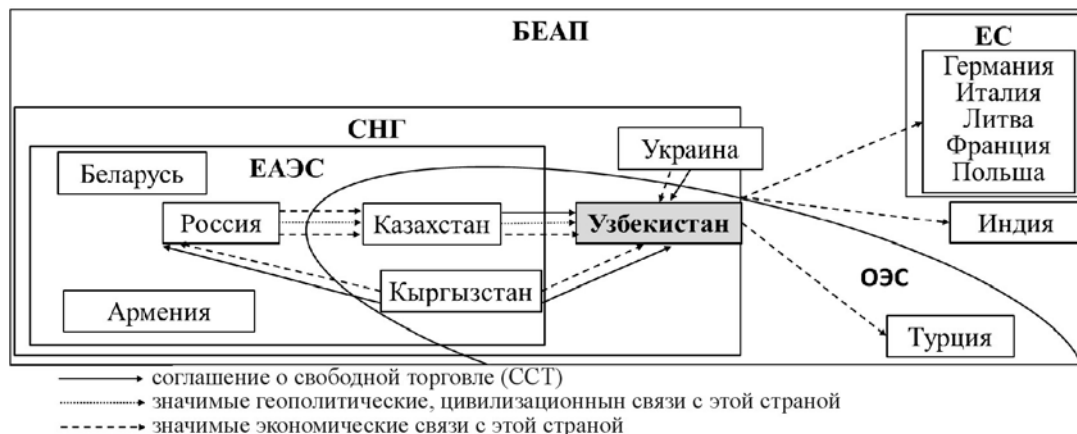 БЕАП
ЕС
Германия
Италия
Литва
Франция
Польша
СНГ
Украина
ЕАЭС
Беларусь
Россия
Казахстан
Узбекистан
Индия
Кыргызстан
ОЭС
Армения
Турция
соглашение о свободной торговле (ССТ)
значимые геополитические, цивилизационнын связи с этой страной
значимые экономические связи с этой страной